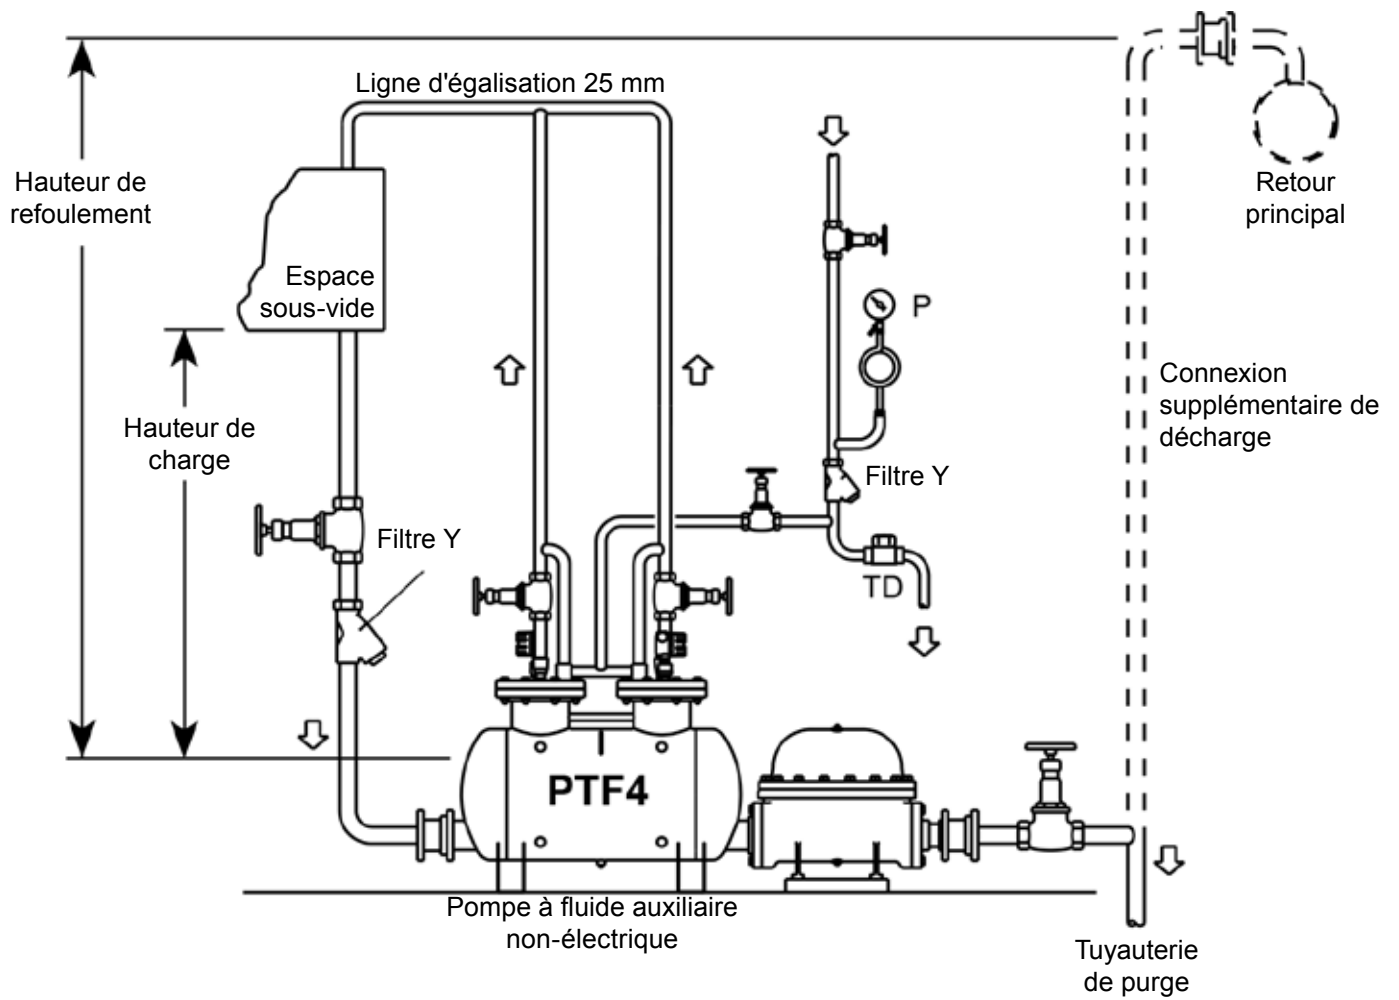 Ligne d'égalisation 25 mm
Hauteur de
refoulement
Retour
principal
Espace
sous-vide
P
Connexion
supplémentaire de
décharge
Hauteur de
charge
Filtre Y
Filtre Y
TD
PTF4
Pompe à fluide auxiliaire
non-électrique
Tuyauterie
de purge